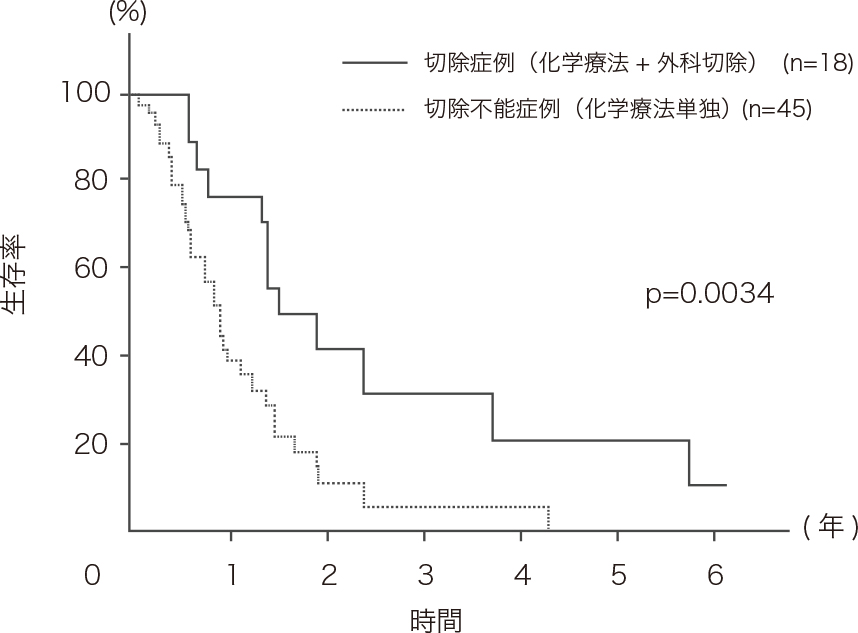 (%)
切除症例（化学療法 + 外科切除） (n=18)
切除不能症例（化学療法単独）(n=45)
100
80
60
40
20
生存率
p=0.0034
0 1 2 3 4 5 6
(年)
時間